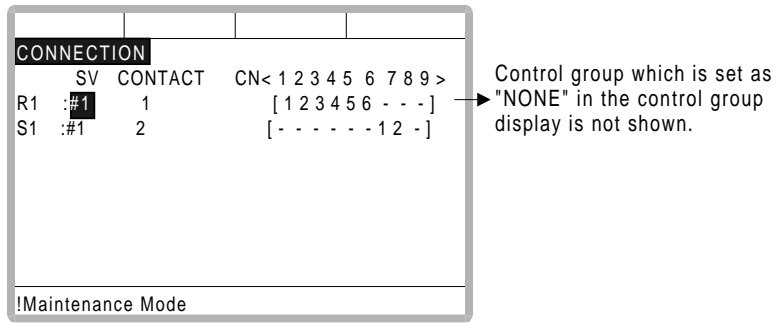 CONNECTION
SV CONTACT CN< 1 2 3 4 5 6 7 8 9 >
R1 :#1 1 [ 1 2 3 4 5 6 - - - ]
S1 :#1 2 [ - - - - - - 1 2 - ]
!Maintenance Mode
Control group which is set as
"NONE" in the control group
display is not shown.